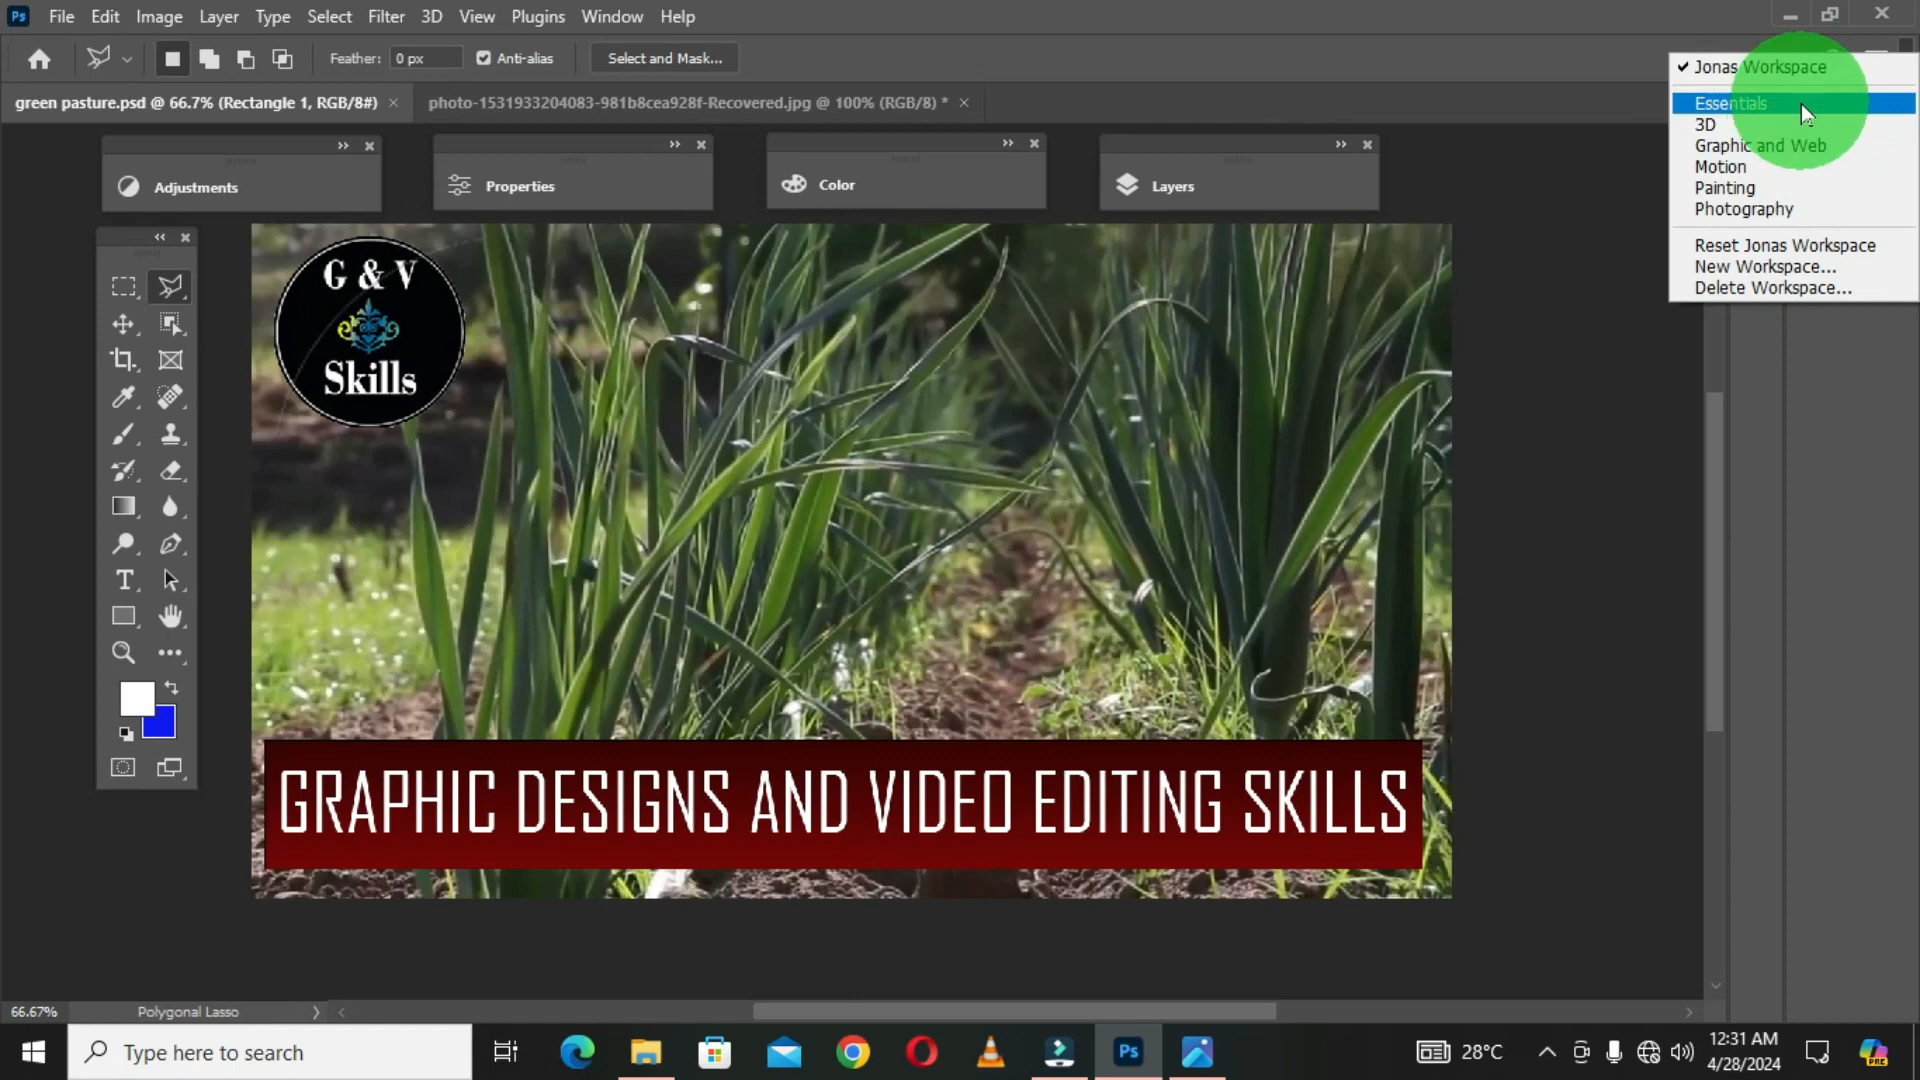 Ps File Edit Image Layer Type Select Filter 3D View Plugins Window Help
Feather: 0 px Anti-alias Select and Mask...
green pasture.psd @ 66.7% (Rectangle 1, RGB/8#) photo-1531933204083-981b8cea928f-Recovered.jpg @ 100% (RGB/8) *
Jonas Workspace
Essentials
3D
Graphic and Web
Motion
Painting
Photography
Reset Jonas Workspace
New Workspace...
Delete Workspace...
Adjustments Properties Color Layers
G & V
Skills
GRAPHIC DESIGNS AND VIDEO EDITING SKILLS
66.67% Polygonal Lasso
Type here to search
Ps
28°C
12:31 AM
4/28/2024
PRE